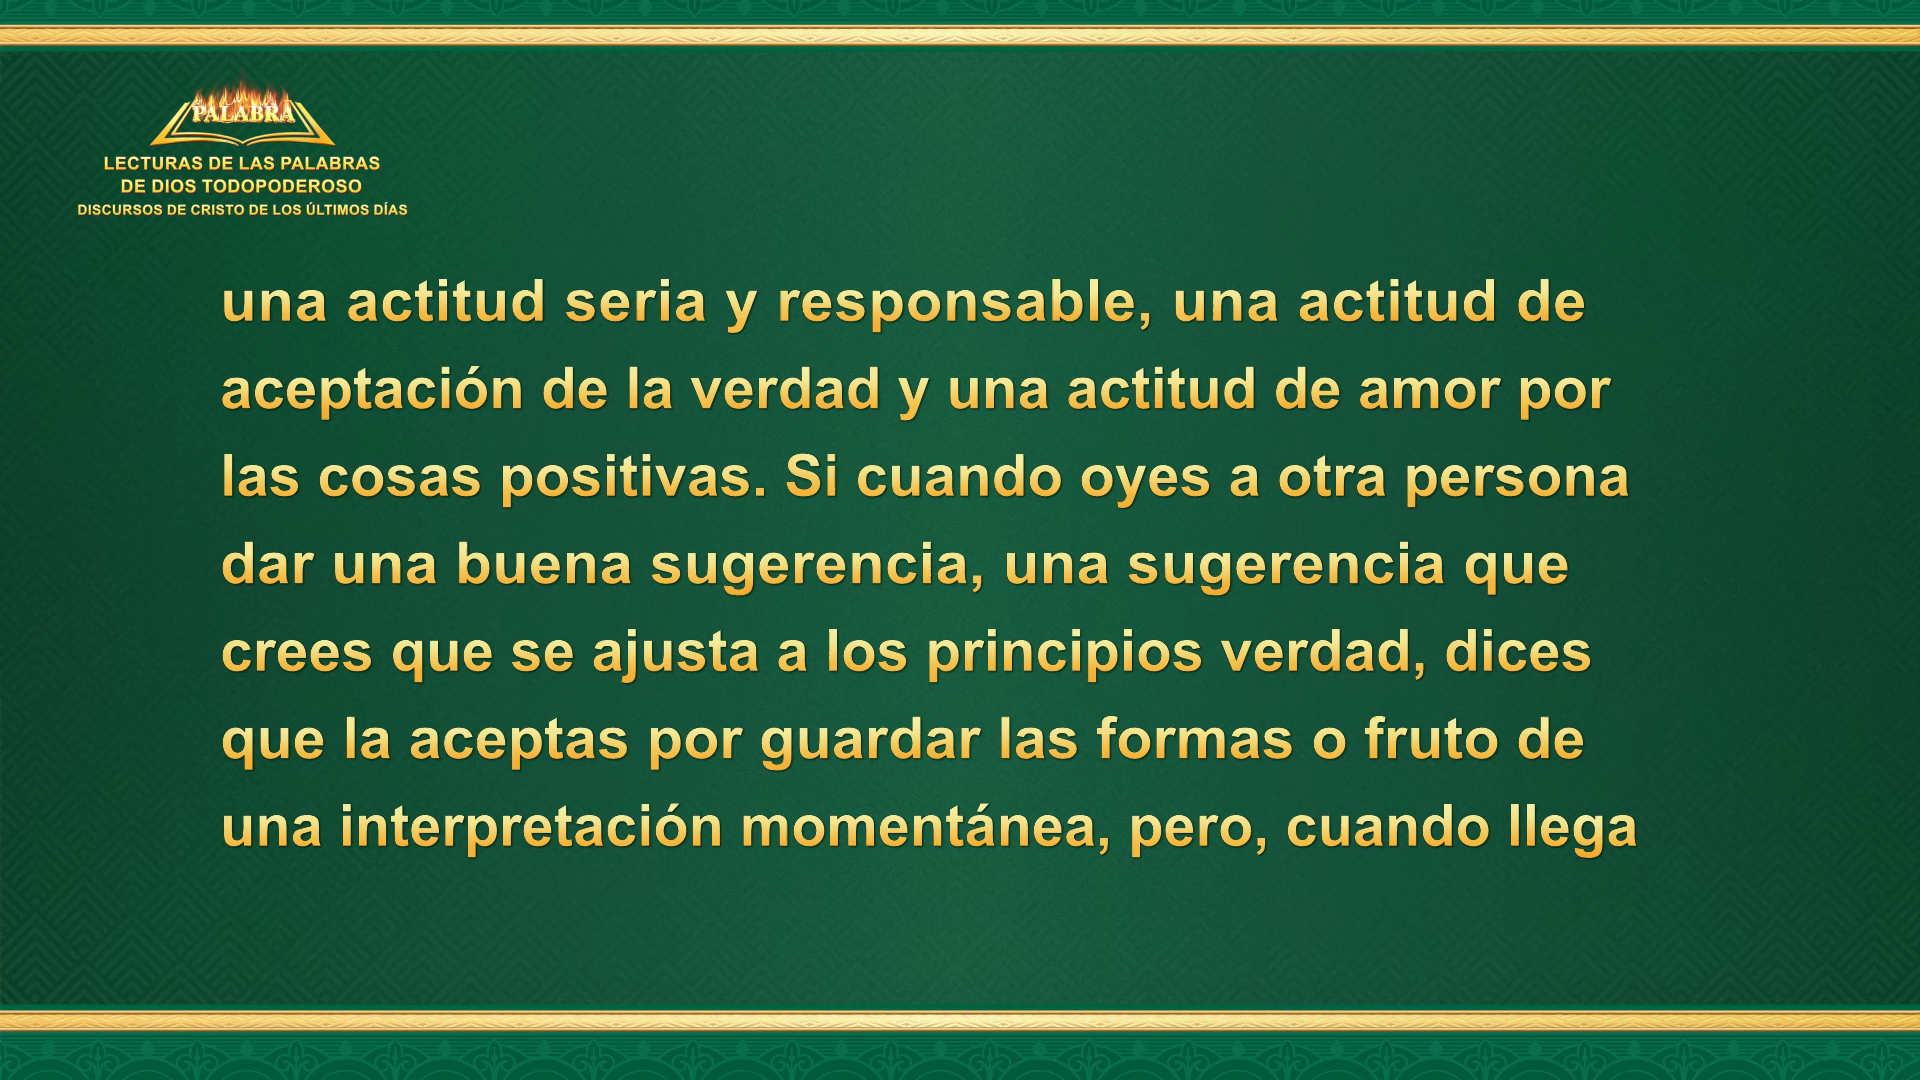 PALABRA
LECTURAS DE LAS PALABRAS
DE DIOS TODOPODEROSO
DISCURSOS DE CRISTO DE LOS ÚLTIMOS DÍAS
una actitud seria y responsable, una actitud de
aceptación de la verdad y una actitud de amor por
las cosas positivas. Si cuando oyes a otra persona
dar una buena sugerencia, una sugerencia que
crees que se ajusta a los principios verdad, dices
que la aceptas por guardar las formas o fruto de
una interpretación momentánea, pero, cuando llega